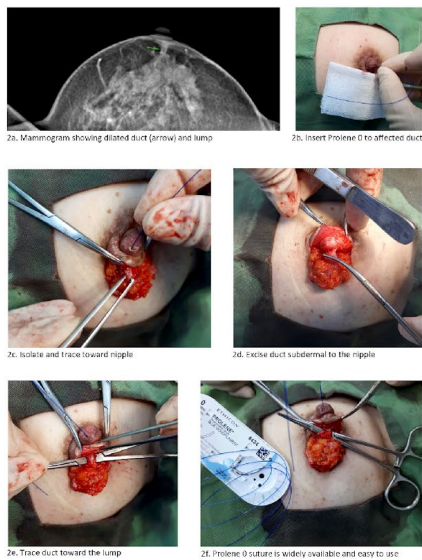 2a. Mammogram showing dilated duct (arrow) and lump
2b. Insert Prolene 0 to affected duct
2c. Isolate and trace toward nipple
2d. Excise duct subdermal to the nipple
PROLENE
2e. Trace duct toward the lump
2f. Prolene 0 suture is widely available and easy to use